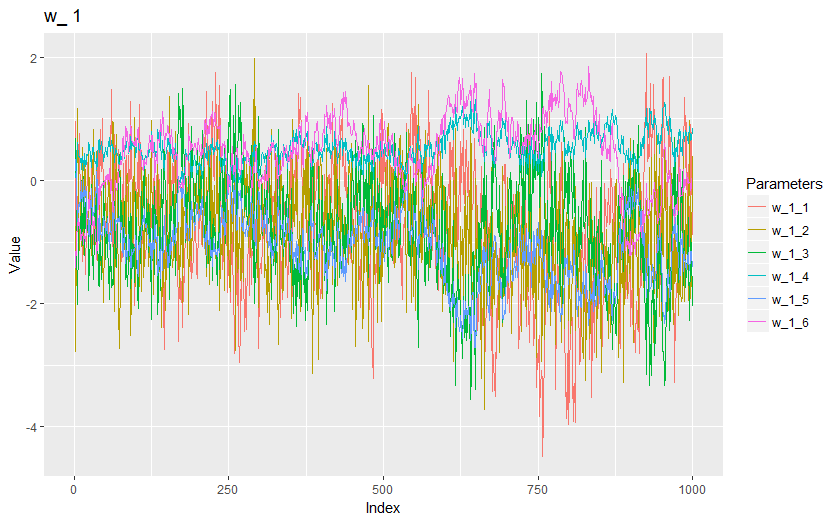 w_ 1
Value
2
0
-2
-4
0
250
500
750
1000
Index
Parameters
w_1_1
w_1_2
w_1_3
w_1_4
w_1_5
w_1_6